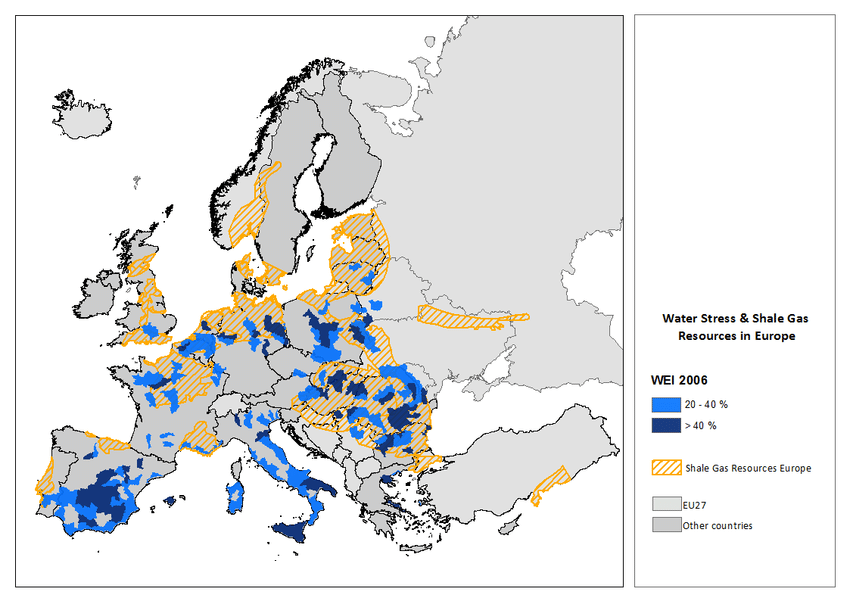 Water Stress & Shale Gas
Resources in Europe
WEI 2006
20 - 40 %
> 40 %
Shale Gas Resources Europe
EU27
Other countries